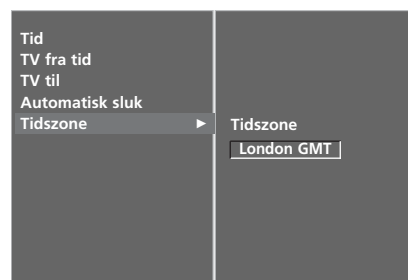 Tid
TV fra tid
TV til
Automatisk sluk
Tidszone ►
Tidszone
London GMT